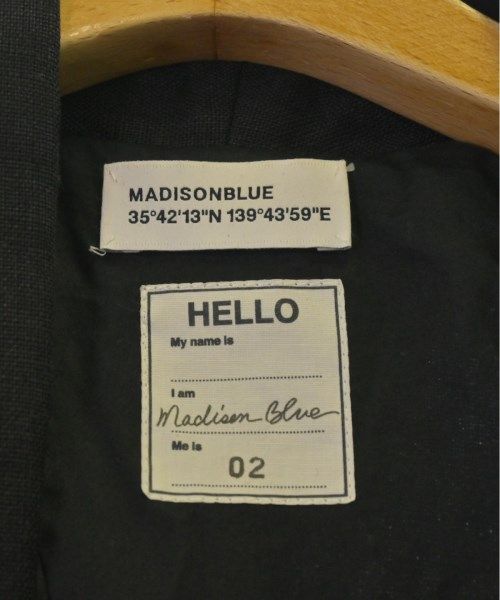 MADISONBLUE
35°42'13"N 139°43'59"E
HELLO
My name is
I am
Madison Blue
Me is
02